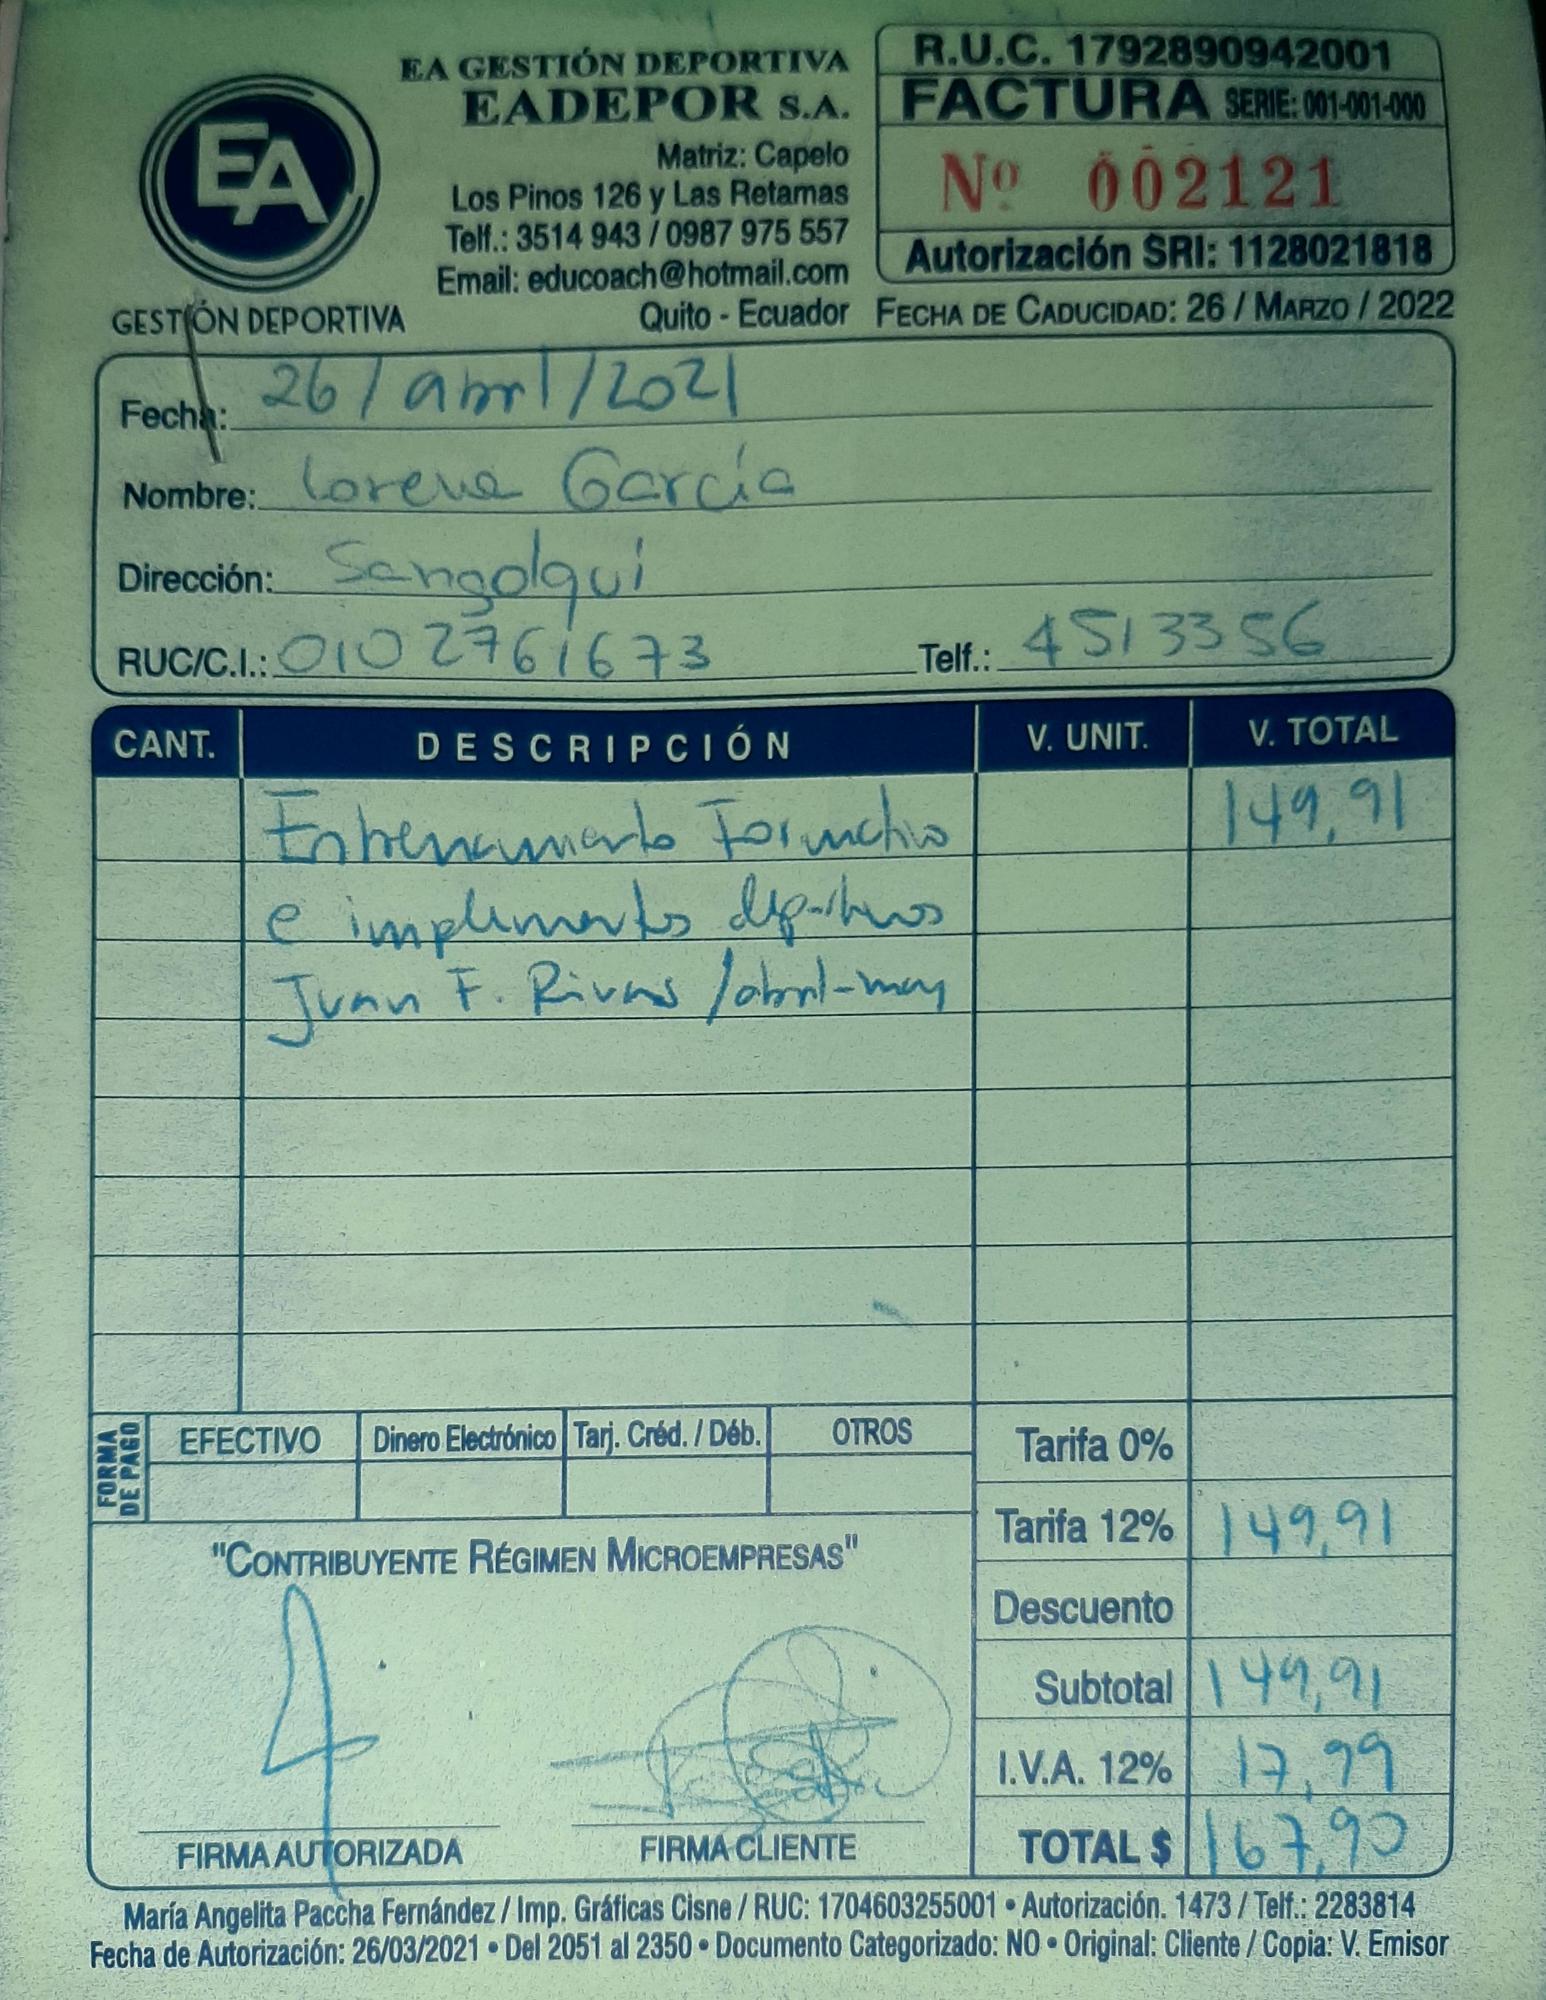 EA GESTIÓN DEPORTIVA
EADEPOR S.A.
Matriz: Capelo
Los Pinos 126 y Las Retamas
Telf.: 3514 943 / 0987 975 557
Email: educoach@hotmail.com
Quito - Ecuador
EA
GESTIÓN DEPORTIVA
R.U.C. 1792890942001
FACTURA SERIE: 001-001-000
Nº 002121
Autorización SRI: 1128021818
FECHA DE CADUCIDAD: 26 / MARZO / 2022
Fecha: 26/abril/2021
Nombre: Lorena García
Dirección: Sangolqui
RUC/C.I.: 0102761673 Telf.: 4513356
CANT. DESCRIPCIÓN V. UNIT. V. TOTAL
Entrenamiento Formativo 149,91
e implementos deportivos
Juan F. Rivas /abril-may
FORMA DE PAGO
EFECTIVO Dinero Electrónico Tarj. Créd. / Déb. OTROS
Tarifa 0%
Tarifa 12% 149,91
Descuento
Subtotal 149,91
I.V.A. 12% 17,99
TOTAL $ 167,90
"CONTRIBUYENTE RÉGIMEN MICROEMPRESAS"
FIRMA AUTORIZADA FIRMA CLIENTE
María Angelita Paccha Fernández / Imp. Gráficas Cisne / RUC: 1704603255001 • Autorización. 1473 / Telf.: 2283814
Fecha de Autorización: 26/03/2021 • Del 2051 al 2350 • Documento Categorizado: NO • Original: Cliente / Copia: V. Emisor